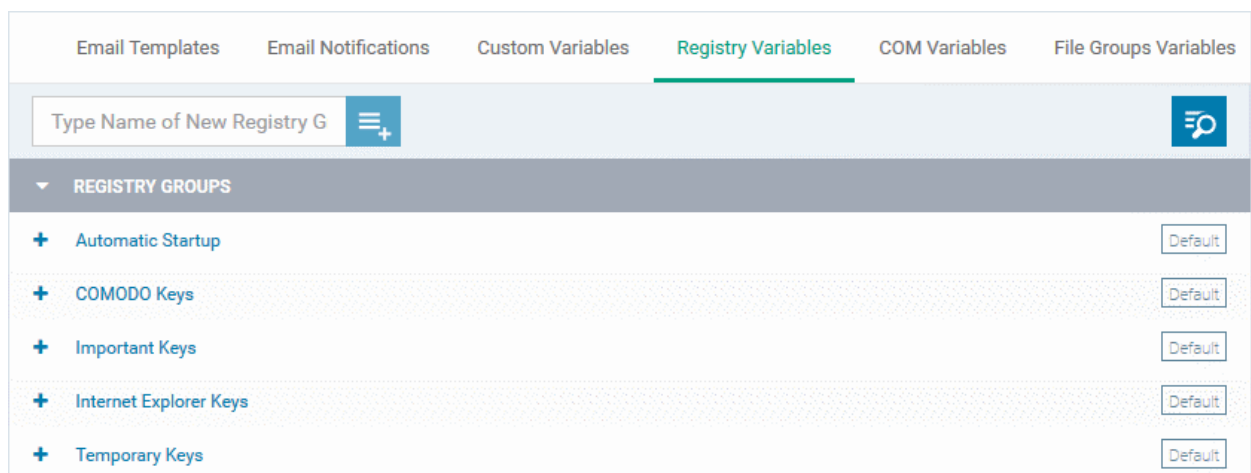 Email Templates Email Notifications Custom Variables Registry Variables COM Variables File Groups Variables
Type Name of New Registry G
REGISTRY GROUPS
Automatic Startup Default
COMODO Keys Default
Important Keys Default
Internet Explorer Keys Default
Temporary Keys Default